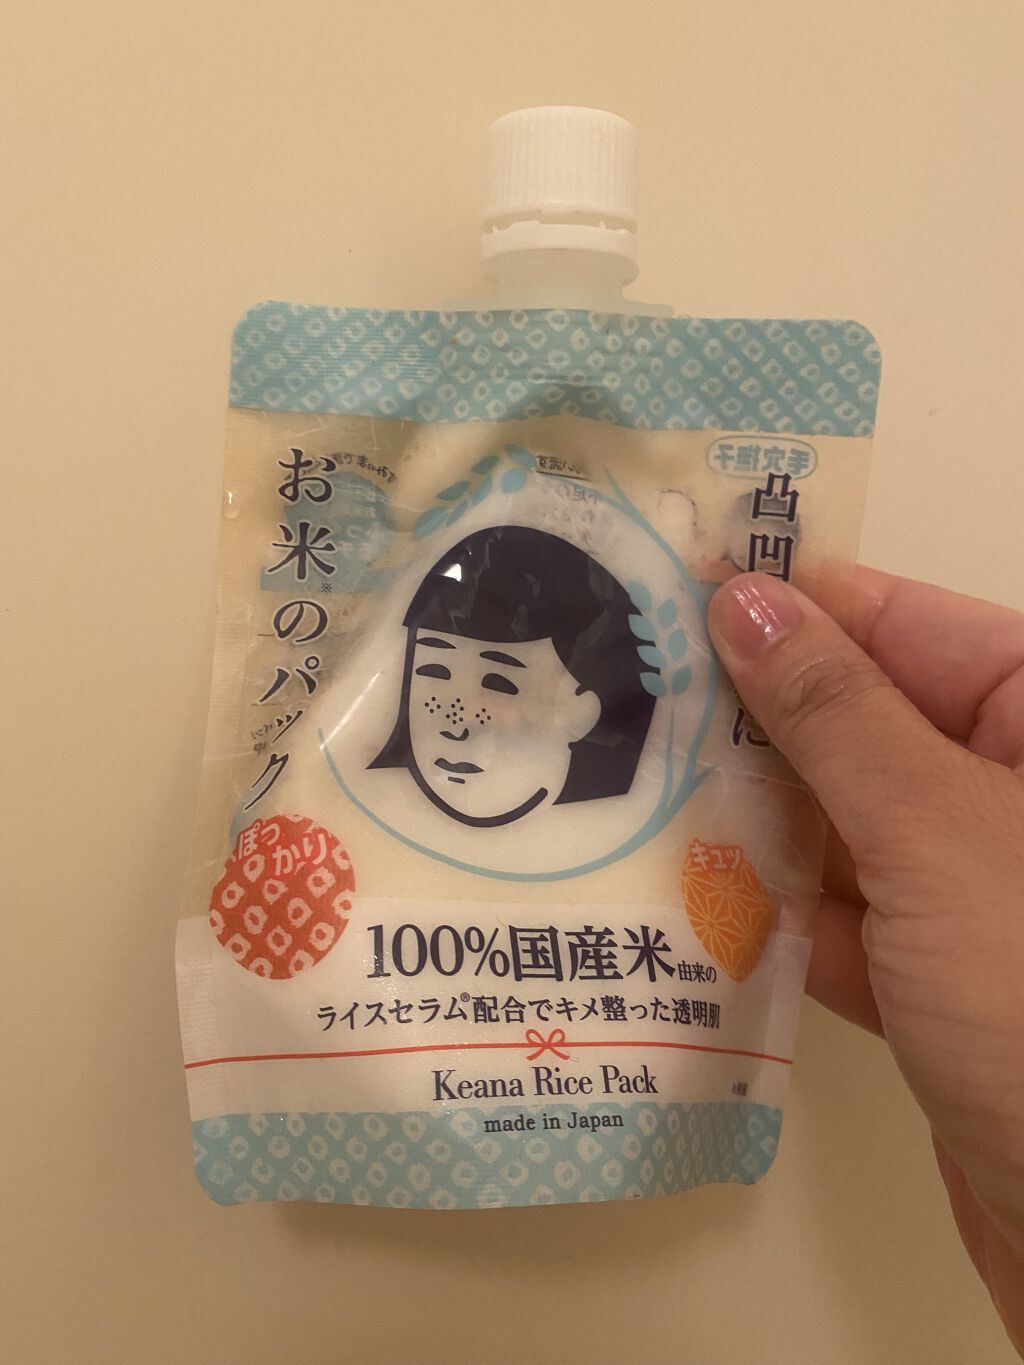 毛穴撫子
凸凹
に
お米※のパック
ぽっ
かり
キュッ
100%国産米由来の
ライスセラム®配合でキメ整った透明肌
Keana Rice Pack
made in Japan